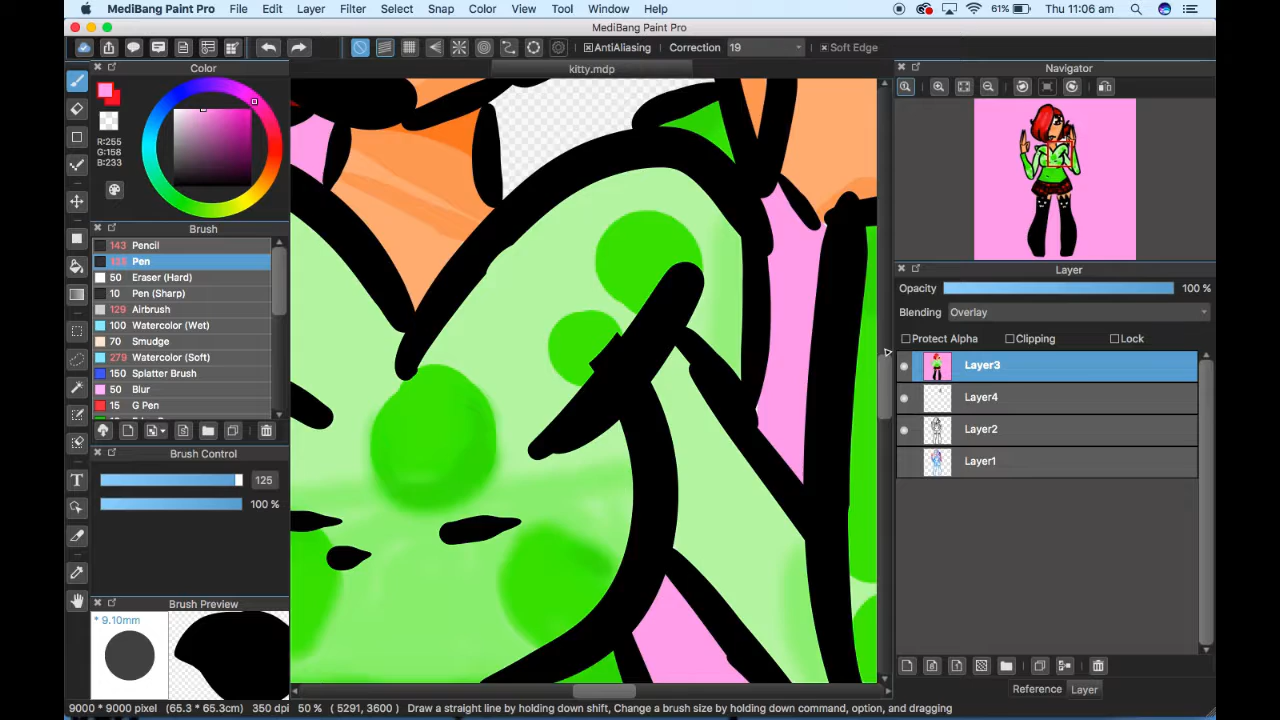 MediBang Paint Pro File Edit Layer Filter Select Snap Color View Tool Window Help 61% Thu 11:06 am
MediBang Paint Pro
AntiAliasing Correction 19 Soft Edge
Color
kitty.mdp
Navigator
R:255
G:158
B:233
Brush
143 Pencil
Pen
50 Eraser (Hard)
10 Pen (Sharp)
129 Airbrush
100 Watercolor (Wet)
70 Smudge
279 Watercolor (Soft)
150 Splatter Brush
50 Blur
15 G Pen
Layer
Opacity 100 %
Blending Overlay
Protect Alpha Clipping Lock
Layer3
Layer4
Layer2
Layer1
Brush Control
125
100 %
Brush Preview
* 9.10mm
Reference Layer
9000 * 9000 pixel (65.3 * 65.3cm) 350 dpi 50 % ( 5291, 3600 ) Draw a straight line by holding down shift, Change a brush size by holding down command, option, and dragging